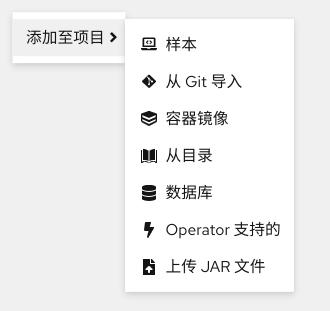 添加至项目
样本
从 Git 导入
容器镜像
从目录
数据库
Operator 支持的
上传 JAR 文件